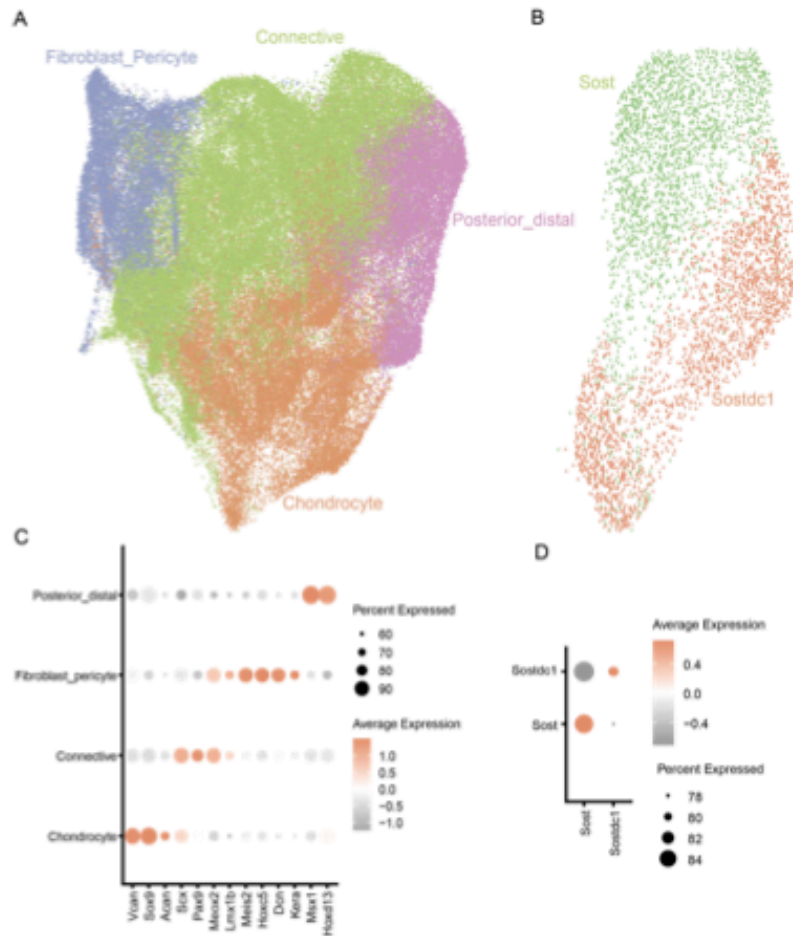 A
B
Connective
Fibroblast_Pericyte
Sost
Posterior_distal
Sostdc1
Chondrocyte
C
D
Posterior_distal
Fibroblast_pericyte
Connective
Chondrocyte
Vcan
Sox9
Acan
Scx
Pax9
Meox2
Lmx1b
Meis2
Hoxc5
Dcn
Kera
Msx1
Hoxd13
Percent Expressed
60
70
80
90
Average Expression
1.0
0.5
0.0
−0.5
−1.0
Sostdc1
Sost
Sost
Sostdc1
Average Expression
0.4
0.0
−0.4
Percent Expressed
78
80
82
84